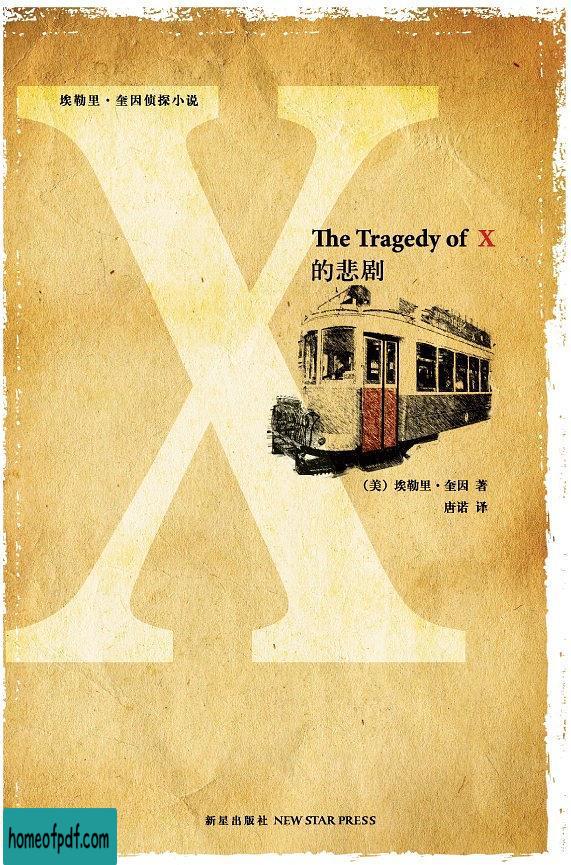 X
埃勒里·奎因侦探小说
The Tragedy of X
的悲剧
（美）埃勒里·奎因 著
唐诺 译
新星出版社 NEW STAR PRESS
homeofpdf.com